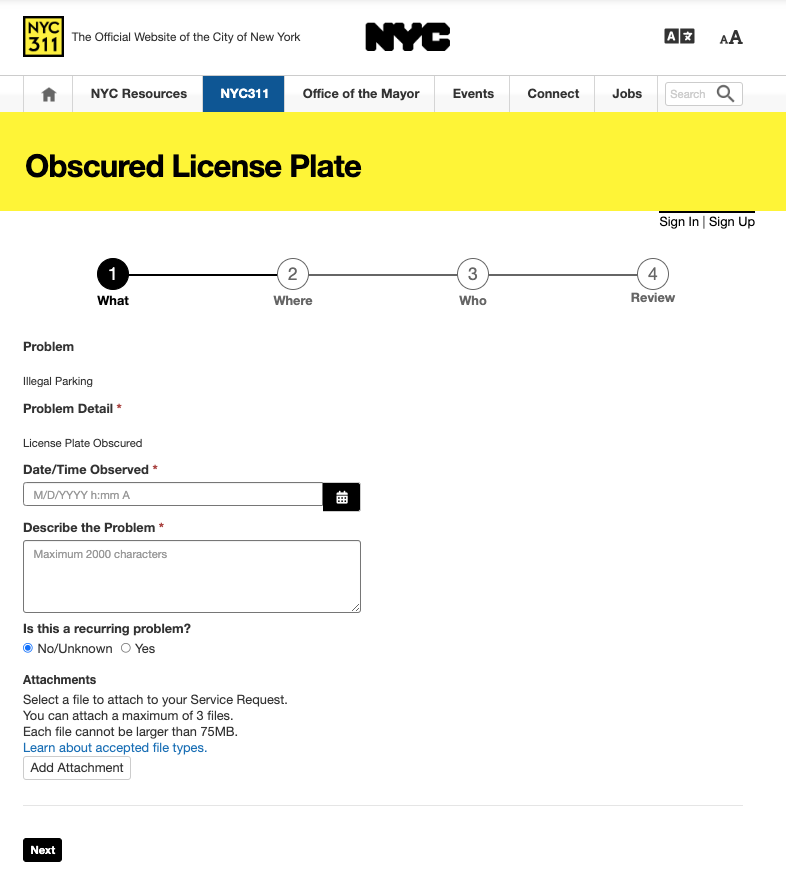 NYC
311
The Official Website of the City of New York
NYC
A
A A
NYC Resources
NYC311
Office of the Mayor
Events
Connect
Jobs
Search
Obscured License Plate
Sign In | Sign Up
1
2
3
4
What
Where
Who
Review
Problem
Illegal Parking
Problem Detail *
License Plate Obscured
Date/Time Observed *
M/D/YYYY h:mm A
Describe the Problem *
Maximum 2000 characters
Is this a recurring problem?
No/Unknown Yes
Attachments
Select a file to attach to your Service Request.
You can attach a maximum of 3 files.
Each file cannot be larger than 75MB.
Learn about accepted file types.
Add Attachment
Next